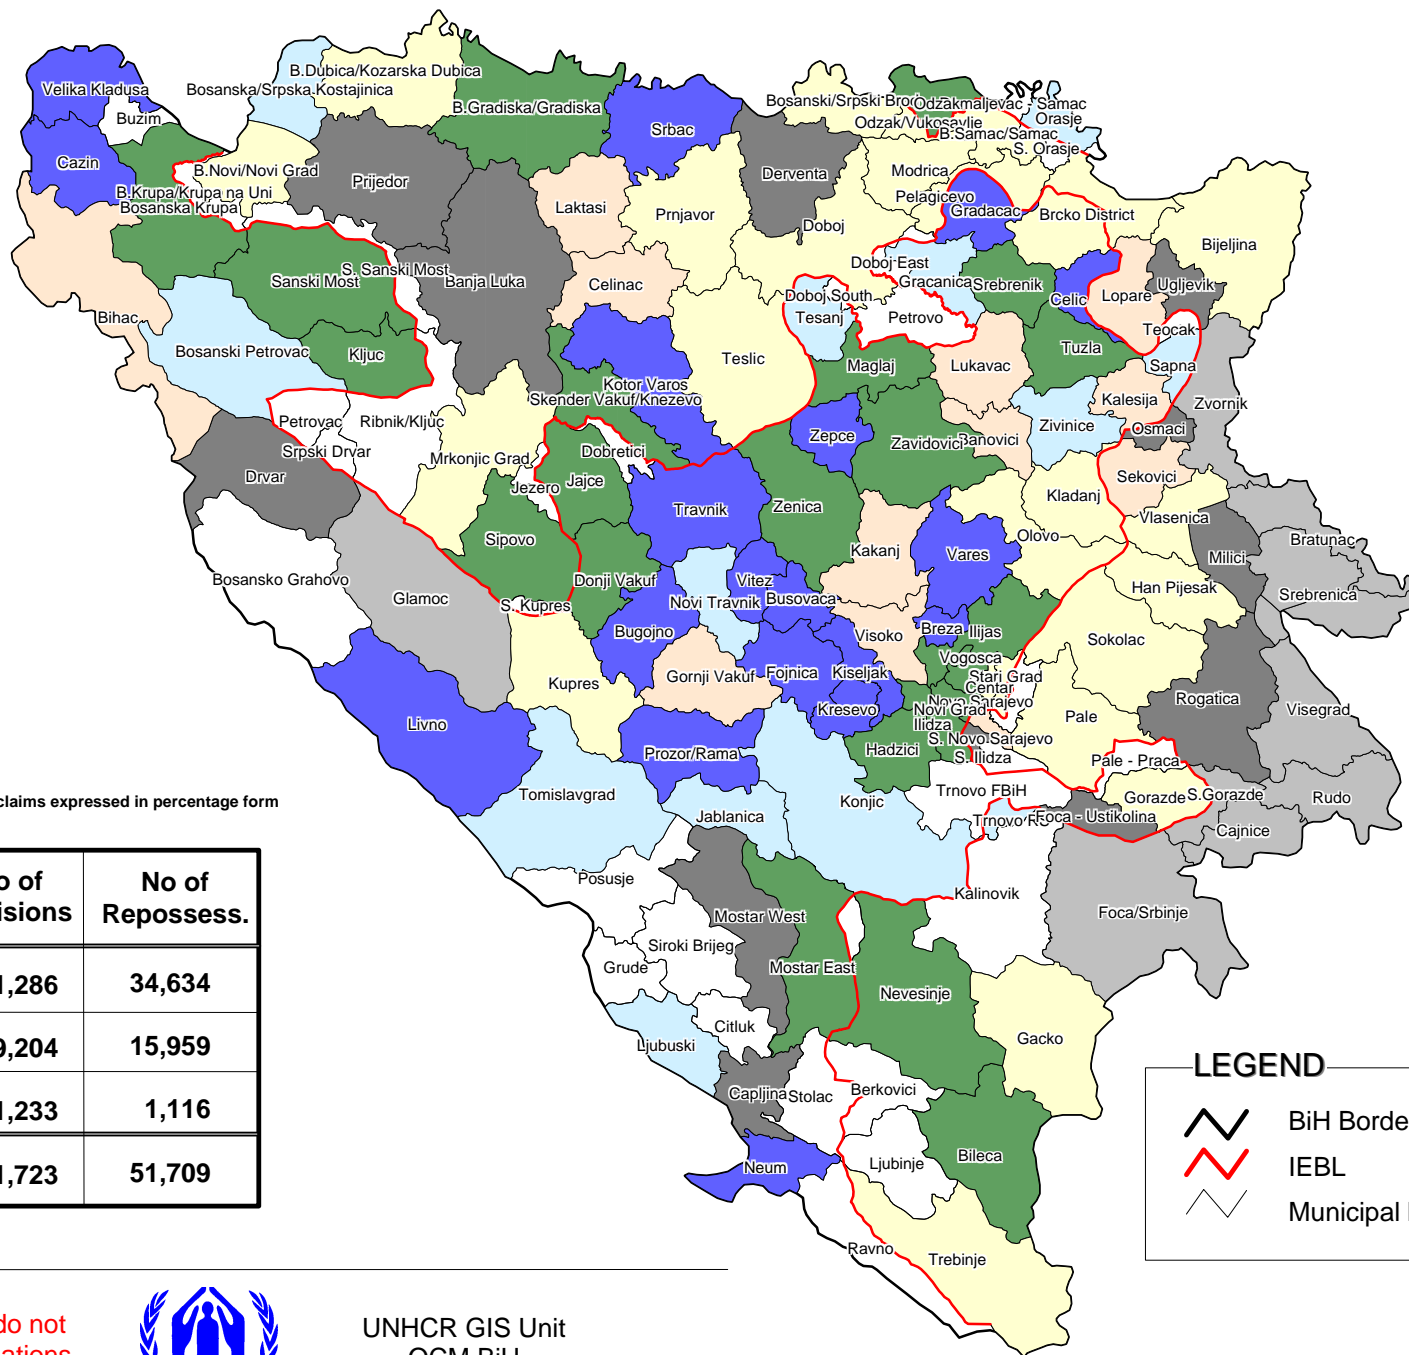 B.Dubica/Kozarska Dubica
Velika Kladusa
Bosanska/Srpska Kostajinica
Buzim
B.Gradiska/Gradiska
Bosanski/Srpski
Orasje
Odzak/Vukosavlje
B.Samac/Samac
S. Orasje
Srbac
Cazin
B.Novi/Novi Grad
Prijedor
Derventa
Modrica
B.Krupa/Krupa na Uni
Bosanska Krupa
Laktasi
Prnjavor
Pelagicevo
Gradacac
Brcko District
Doboj
Bijeljina
S. Sanski Most
Sanski Most
Banja Luka
Celinac
Doboj East
Gracanica
Srebrenik
Ugljevik
Doboj South
Celic
Lopare
Bihac
Tesanj
Petrovo
Teocak
Bosanski Petrovac
Kljuc
Teslic
Maglaj
Lukavac
Tuzla
Sapna
Kotor Varos
Skender Vakuf/Knezevo
Kalesija
Zvornik
Petrovac
Ribnik/Kljuc
Zepce
Zavidovici
Banovici
Zivinice
Osmaci
Srpski Drvar
Mrkonjic Grad
Dobretici
Drvar
Jezero
Jajce
Sekovici
Kladanj
Travnik
Zenica
Vlasenica
Sipovo
Kakanj
Vares
Olovo
Milici
Bratunac
Bosansko Grahovo
Glamoc
Donji Vakuf
Vitez
Han Pijesak
Srebrenica
S. Kupres
Novi Travnik
Busovaca
Bugojno
Visoko
Breza
Ilijas
Sokolac
Vogosca
Kupres
Gornji Vakuf
Fojnica
Kiseljak
Stari Grad
Centar
Rogatica
Livno
Kresevo
Novo Sarajevo
Novi Grad
Pale
Visegrad
Ilidza
S. Novo Sarajevo
Prozor/Rama
Hadzici
S. Ilidza
Pale - Praca
Tomislavgrad
Konjic
Trnovo FBiH
Gorazde
S.Gorazde
Rudo
claims expressed in percentage form
Jablanica
Trnovo
Foca - Ustikolina
Cajnice
Posusje
Kalinovik
No of
Repossess.
Mostar West
Foca/Srbinje
Siroki Brijeg
Grude
Mostar East
34,634
Nevesinje
Citluk
Gacko
15,959
Ljubuski
Capljina
Stolac
Berkovici
LEGEND
1,116
BiH Borde
Neum
Ljubinje
Bileca
IEBL
51,709
Municipal
Ravno
Trebinje
do not
UNHCR GIS Unit